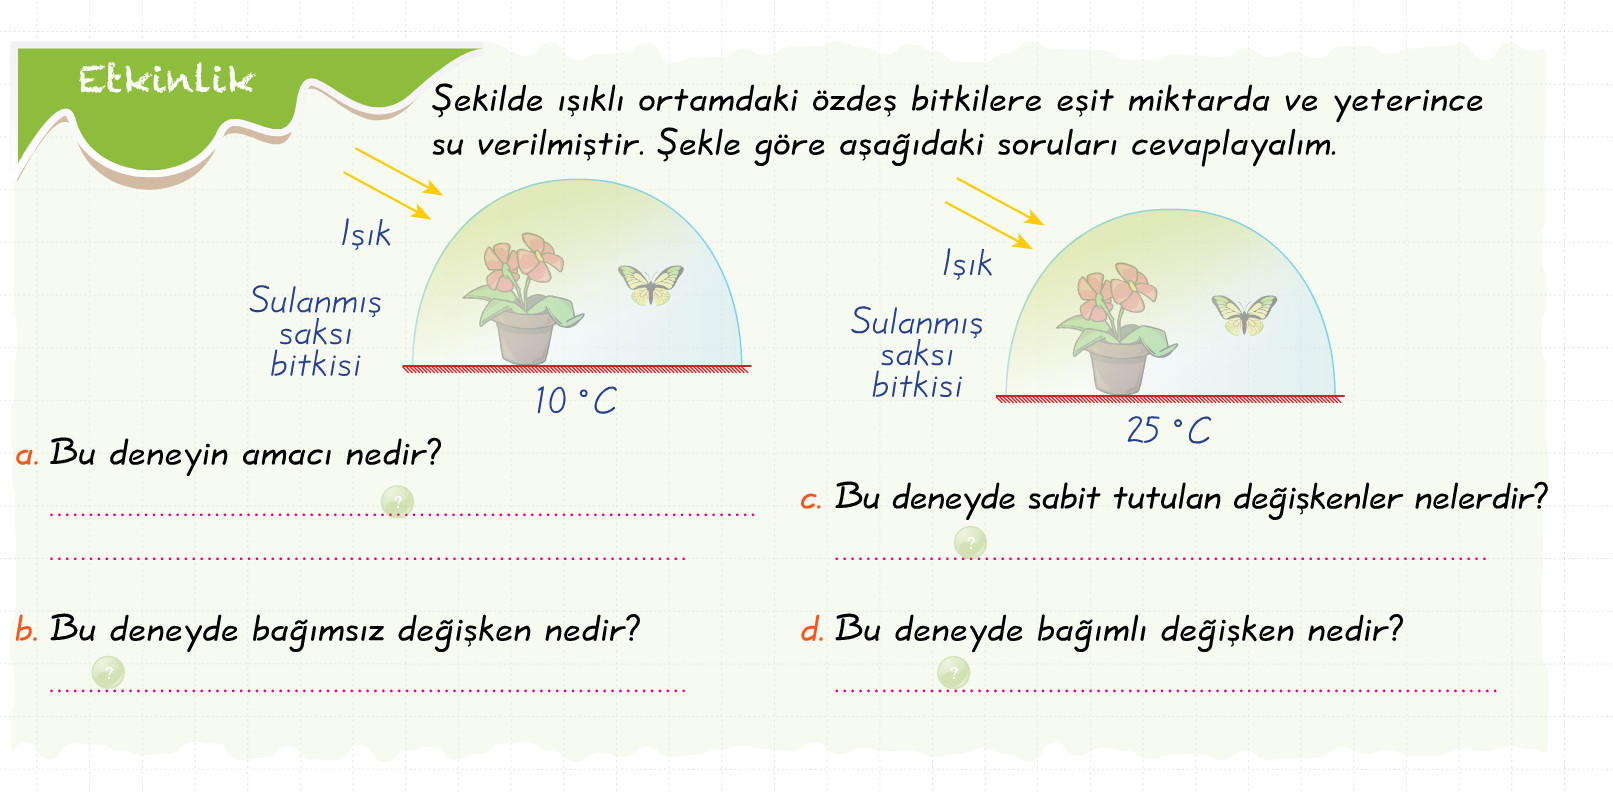 Etkinlik
Şekilde ışıklı ortamdaki özdeş bitkilere eşit miktarda ve yeterince
su verilmiştir. Şekle göre aşağıdaki soruları cevaplayalım.
Işık
Sulanmış
saksı
bitkisi
10 °C
Işık
Sulanmış
saksı
bitkisi
25 °C
a. Bu deneyin amacı nedir?
?
b. Bu deneyde bağımsız değişken nedir?
?
c. Bu deneyde sabit tutulan değişkenler nelerdir?
?
d. Bu deneyde bağımlı değişken nedir?
?